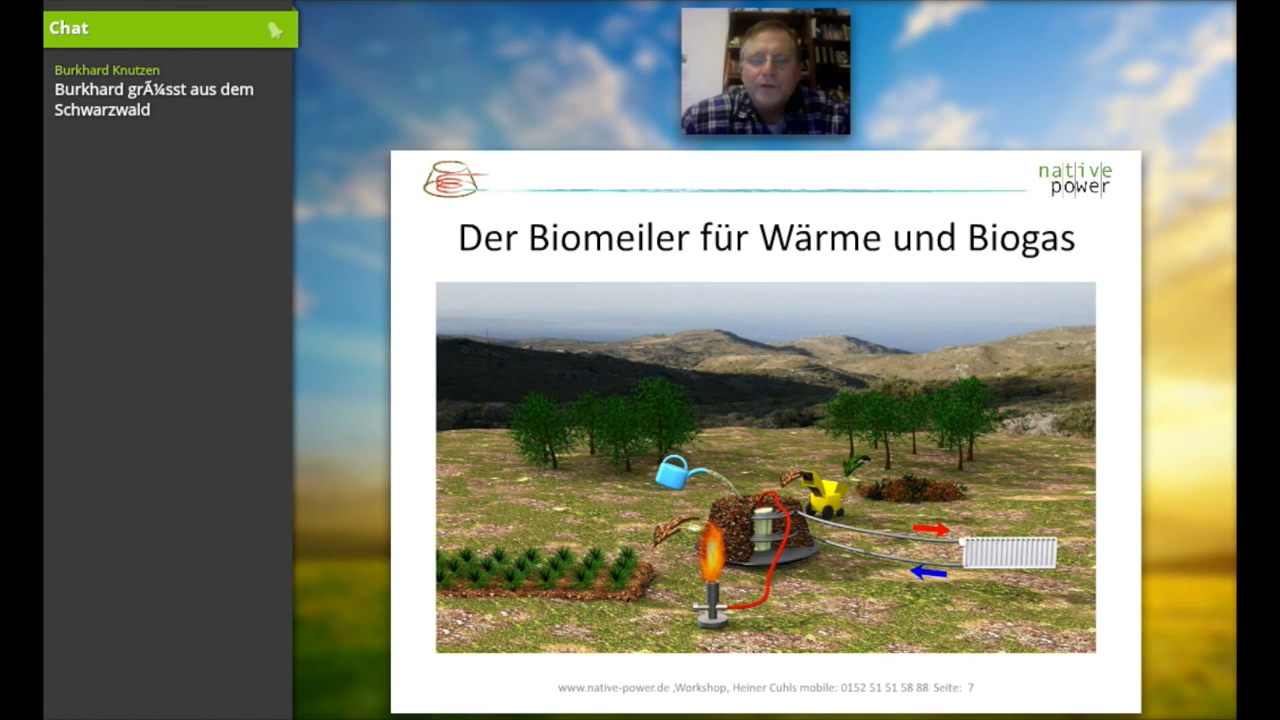 Chat
Burkhard Knutzen
Burkhard grÃ¼sst aus dem
Schwarzwald
native
power
Der Biomeiler für Wärme und Biogas
www.native-power.de ,Workshop, Heiner Cuhls mobile: 0152 51 51 58 88 Seite: 7